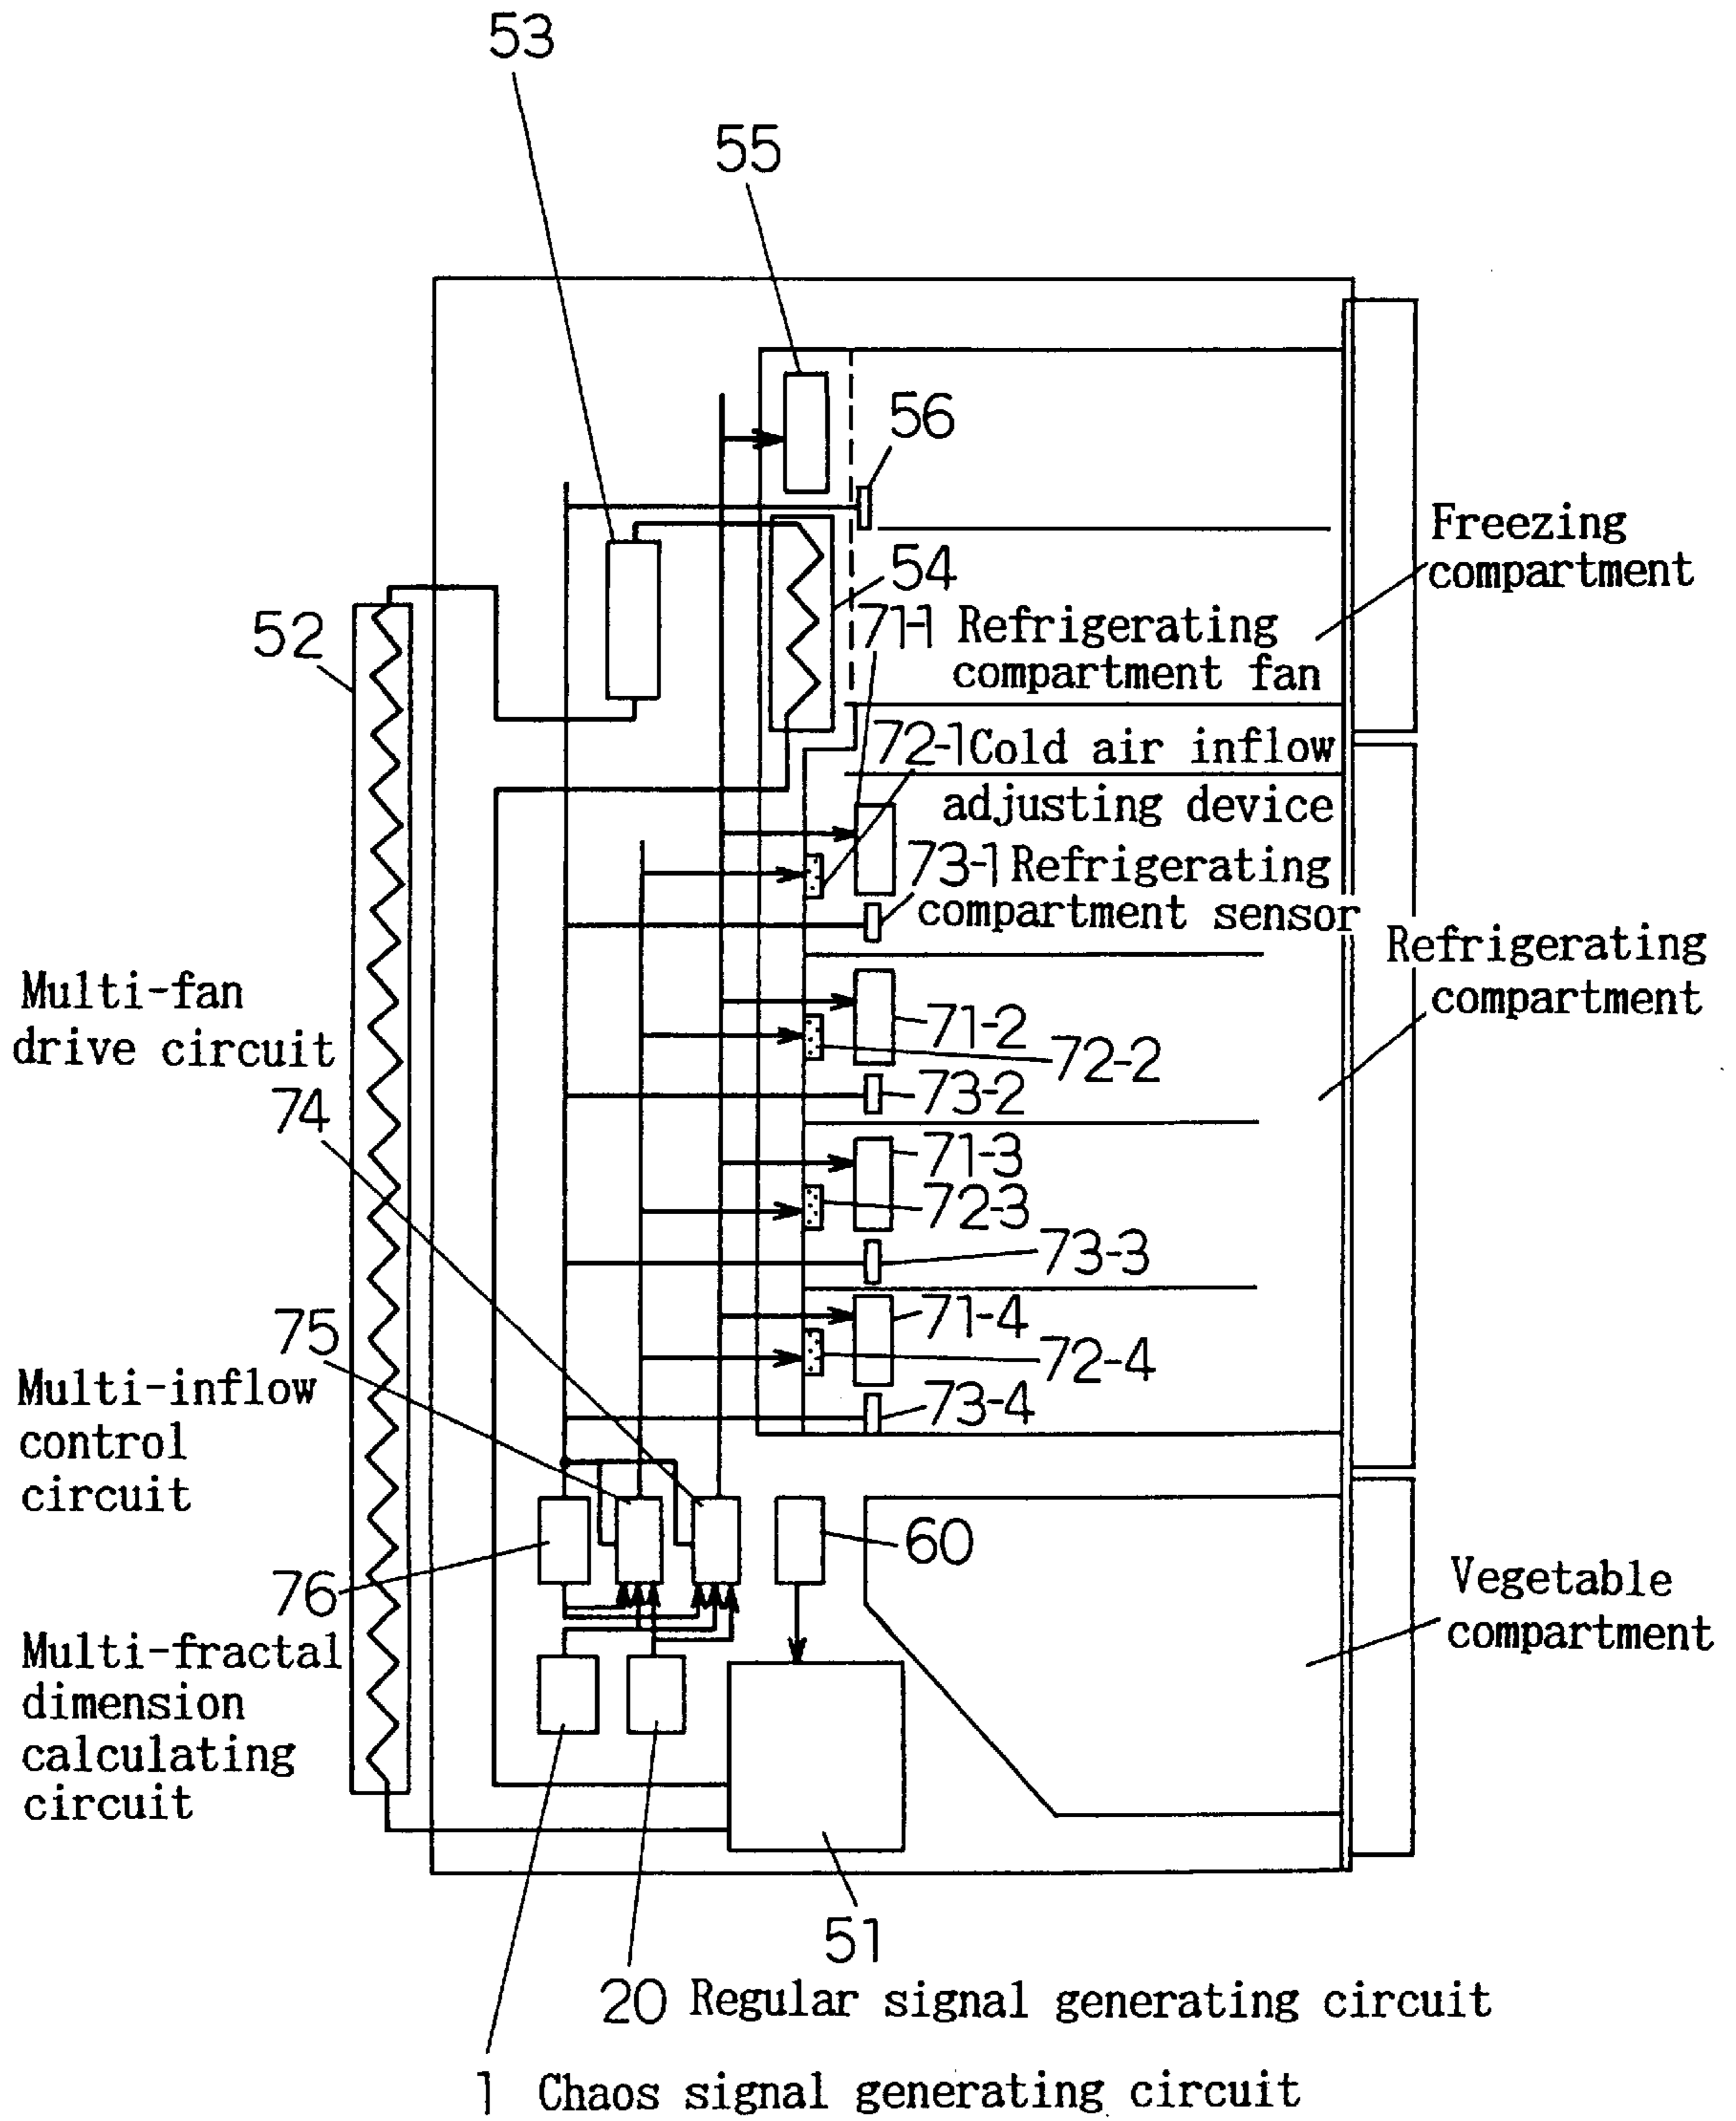 53
55
56
Freezing
compartment
54
52
71-1 Refrigerating
compartment fan
72-1 Cold air inflow
adjusting device
73-1 Refrigerating
compartment sensor
Refrigerating
compartment
Multi-fan
drive circuit
74
71-2
72-2
73-2
71-3
72-3
73-3
71-4
72-4
73-4
75
Multi-inflow
control
circuit
60
76
Multi-fractal
dimension
calculating
circuit
Vegetable
compartment
51
20 Regular signal generating circuit
1 Chaos signal generating circuit